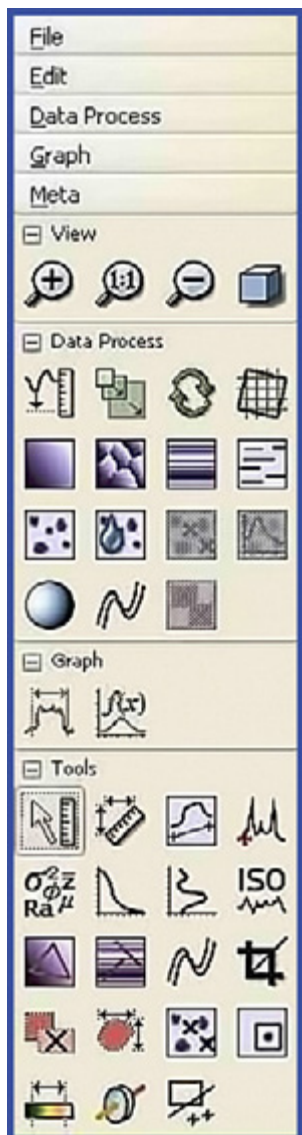 File
Edit
Data Process
Graph
Meta
View
1:1
Data Process
Graph
f(x)
Tools
σ² z̄
Φ
Ra μ
ISO